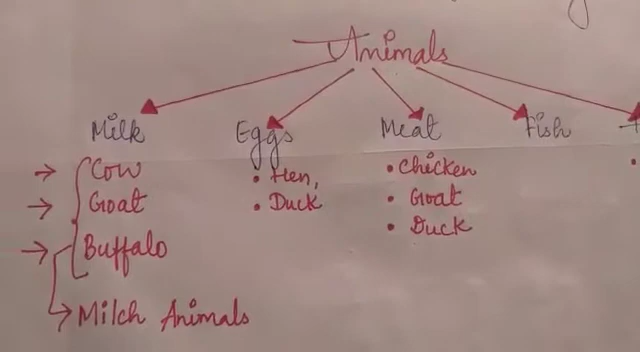 Animals
Milk Eggs Meat Fish
Cow
Goat
Buffalo
Milch Animals
• Hen,
• Duck
• Chicken
• Goat
• Duck